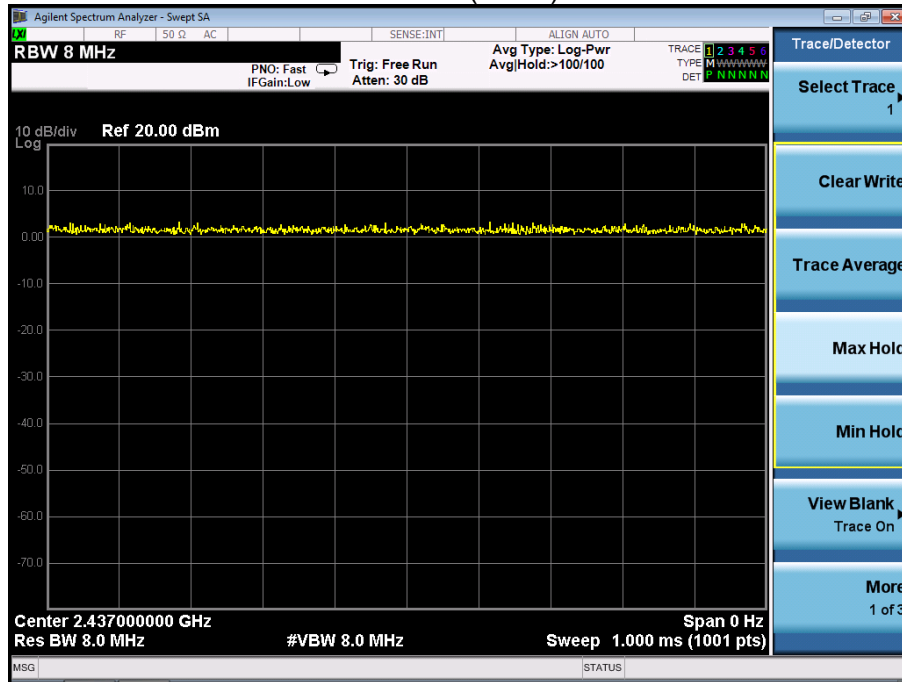 Agilent Spectrum Analyzer - Swept SA
LXI RF 50 Ω AC SENSE:INT ALIGN AUTO
RBW 8 MHz
PNO: Fast
IFGain:Low
Trig: Free Run
Atten: 30 dB
Avg Type: Log-Pwr
Avg|Hold:>100/100
TRACE 1 2 3 4 5 6
TYPE M W W W W W
DET P N N N N N
10 dB/div Ref 20.00 dBm
Log
10.0
0.00
-10.0
-20.0
-30.0
-40.0
-50.0
-60.0
-70.0
Center 2.437000000 GHz Span 0 Hz
Res BW 8.0 MHz #VBW 8.0 MHz Sweep 1.000 ms (1001 pts)
MSG STATUS
Trace/Detector
Select Trace
1
Clear Write
Trace Average
Max Hold
Min Hold
View Blank
Trace On
More
1 of 3